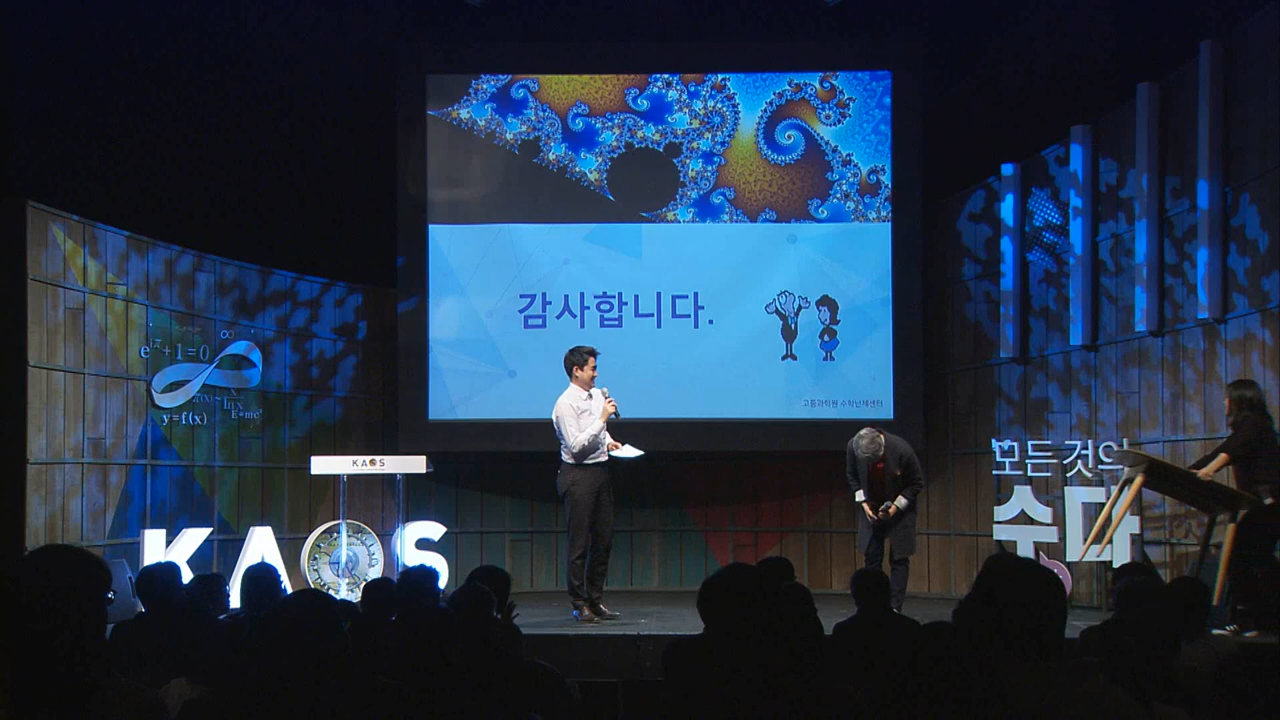 감사합니다.
고등과학원 수학난제센터
∞
e^iπ+1=0
x
ln x
y=f(x)
E=mc²
KAOS
KAOS
모든 것의
수다